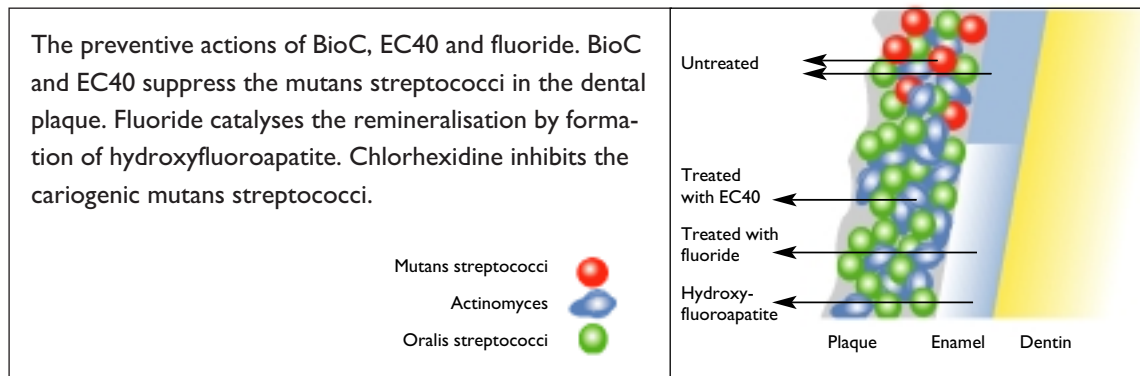 The preventive actions of BioC, EC40 and fluoride. BioC
and EC40 suppress the mutans streptococci in the dental
plaque. Fluoride catalyses the remineralisation by forma-
tion of hydroxyfluoroapatite. Chlorhexidine inhibits the
cariogenic mutans streptococci.
Mutans streptococci
Actinomyces
Oralis streptococci
Untreated
Treated
with EC40
Treated with
fluoride
Hydroxy-
fluoroapatite
Plaque Enamel Dentin